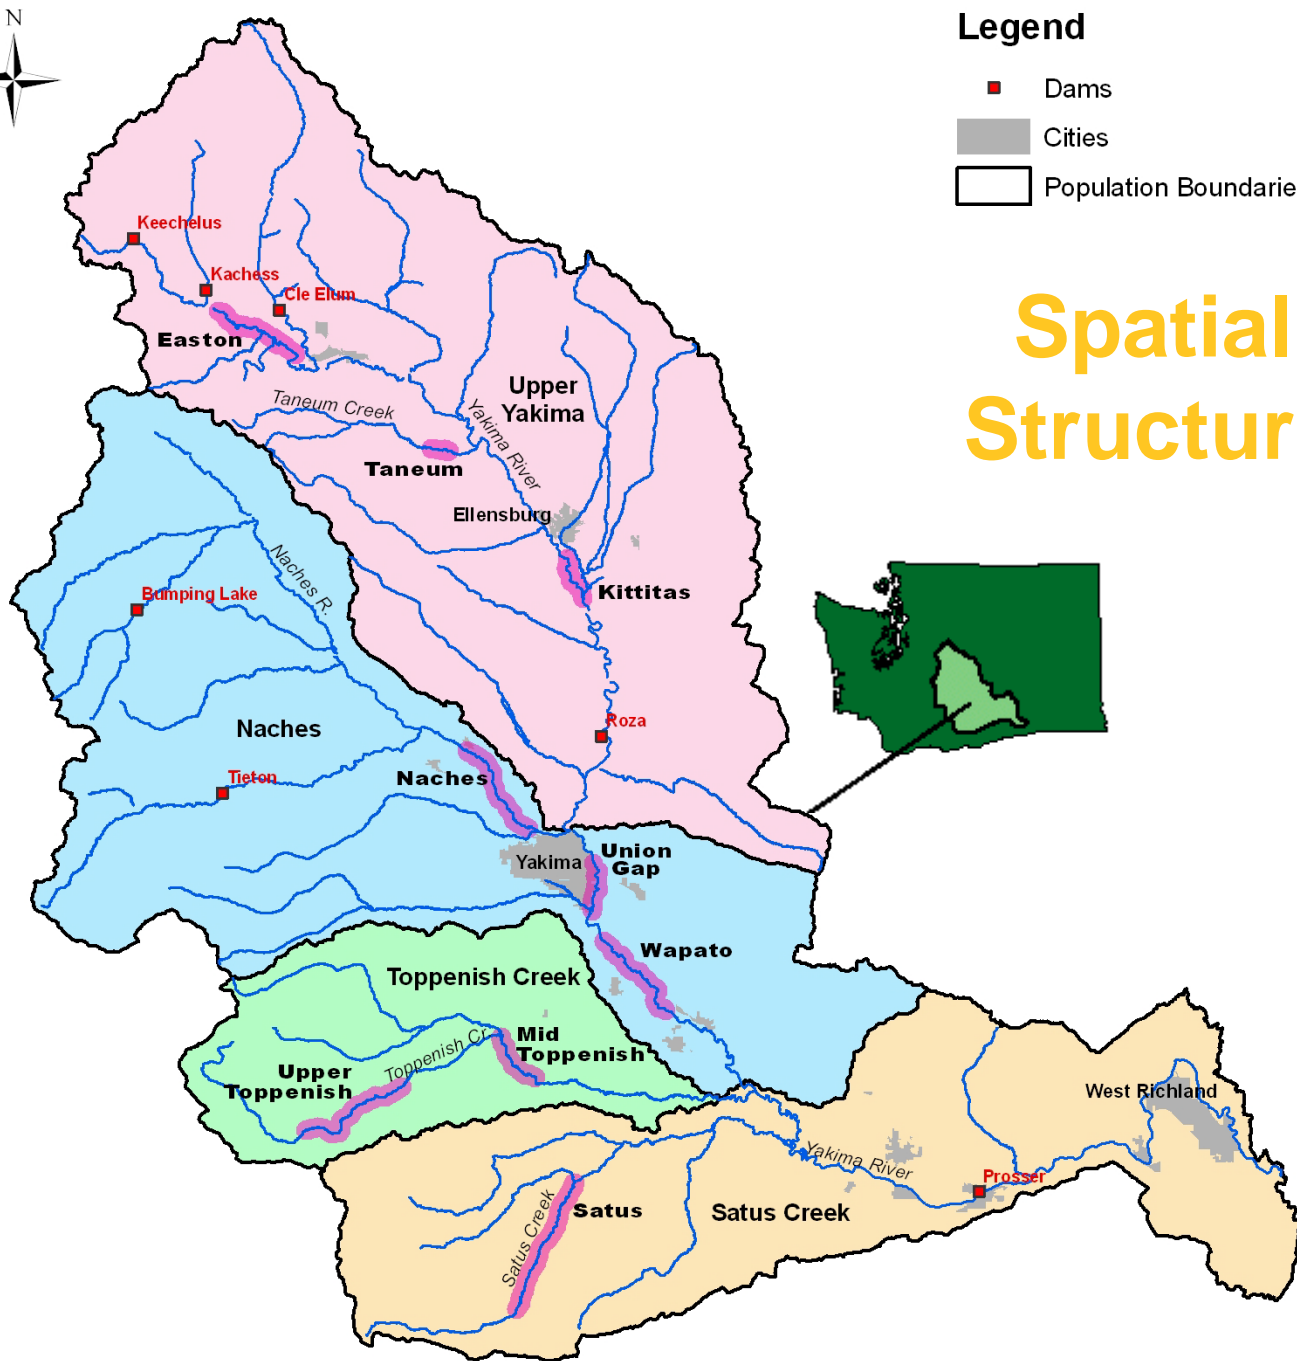 N
Legend
Dams
Cities
Population Boundarie
Spatial
Structur
Keechelus
Kachess
Cle Elum
Easton
Taneum Creek
Upper
Yakima
Yakima River
Taneum
Ellensburg
Kittitas
Naches R.
Bumping Lake
Roza
Naches
Naches
Tieton
Yakima
Union
Gap
Wapato
Toppenish Creek
Mid
Toppenish
Toppenish Cr.
Upper
Toppenish
West Richland
Yakima River
Prosser
Satus
Satus Creek
Satus Creek